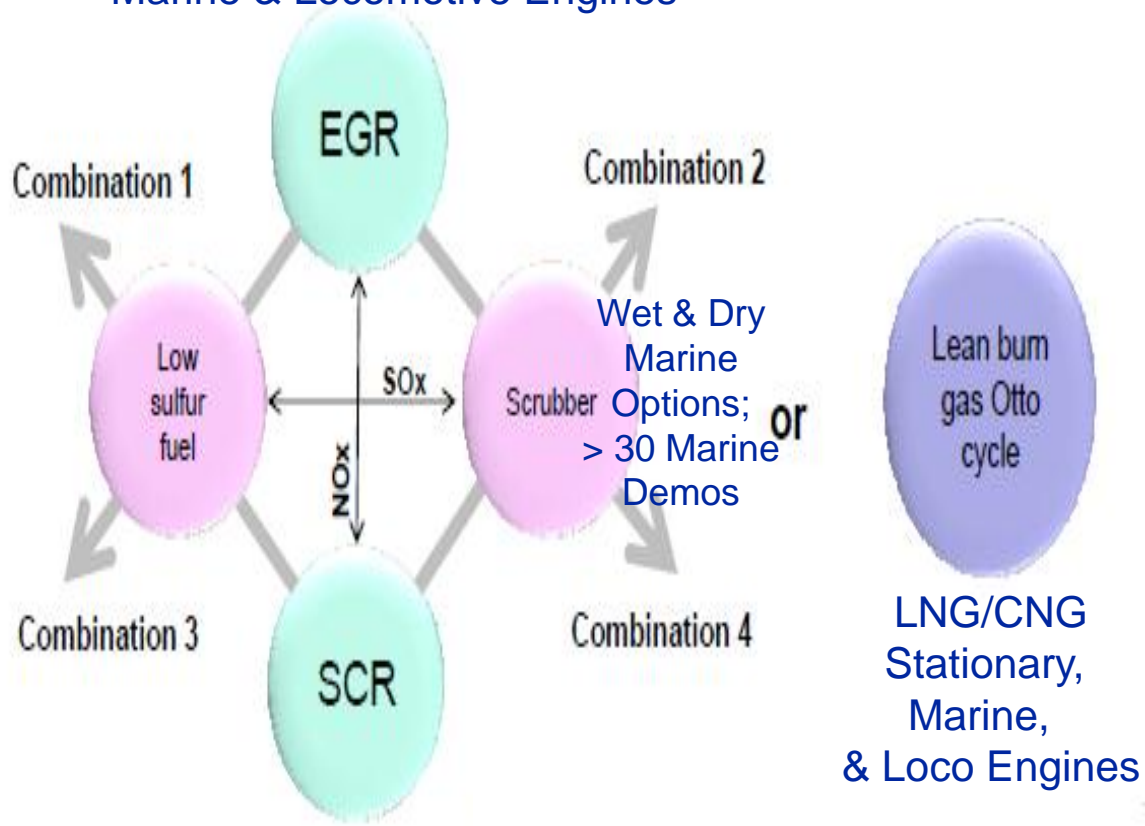 Marine & Locomotive Engines
EGR
Combination 1
Combination 2
Low
sulfur
fuel
SOx
NOx
Scrubber
Wet & Dry
Marine
Options;
> 30 Marine
Demos
or
Lean burn
gas Otto
cycle
Combination 3
Combination 4
SCR
LNG/CNG
Stationary,
Marine,
& Loco Engines